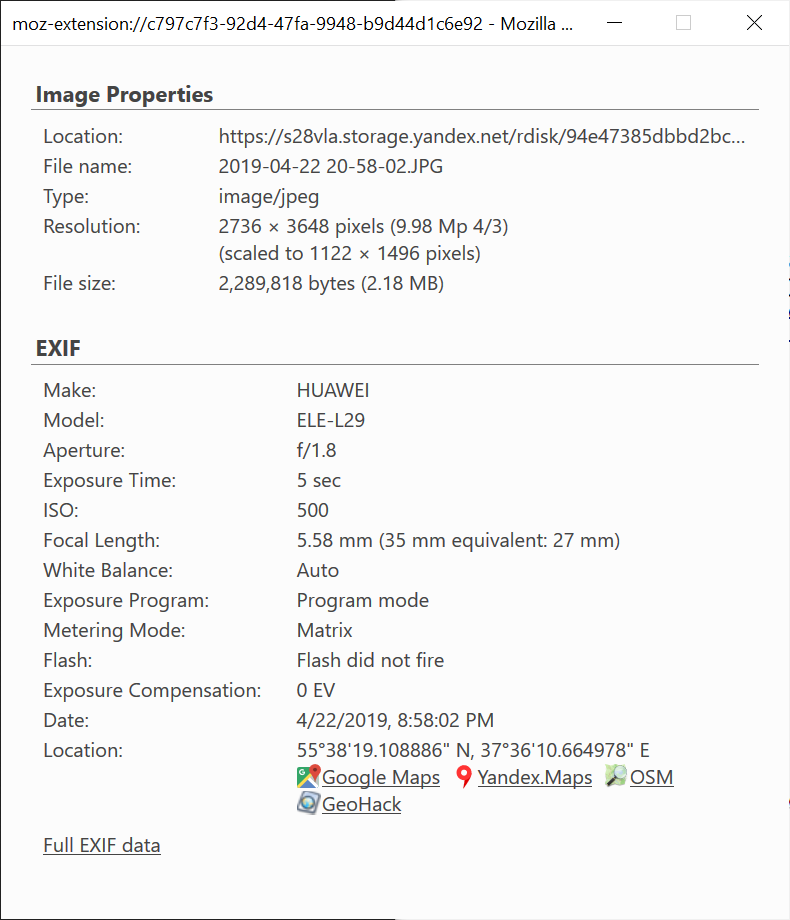 moz-extension://c797c7f3-92d4-47fa-9948-b9d44d1c6e92 - Mozilla ...
Image Properties
Location: https://s28vla.storage.yandex.net/rdisk/94e47385dbbd2bc...
File name: 2019-04-22 20-58-02.JPG
Type: image/jpeg
Resolution: 2736 × 3648 pixels (9.98 Mp 4/3)
(scaled to 1122 × 1496 pixels)
File size: 2,289,818 bytes (2.18 MB)
EXIF
Make: HUAWEI
Model: ELE-L29
Aperture: f/1.8
Exposure Time: 5 sec
ISO: 500
Focal Length: 5.58 mm (35 mm equivalent: 27 mm)
White Balance: Auto
Exposure Program: Program mode
Metering Mode: Matrix
Flash: Flash did not fire
Exposure Compensation: 0 EV
Date: 4/22/2019, 8:58:02 PM
Location: 55°38'19.108886" N, 37°36'10.664978" E
Google Maps Yandex.Maps OSM
GeoHack
Full EXIF data